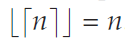 ⌊⌈n⌉⌋ = n